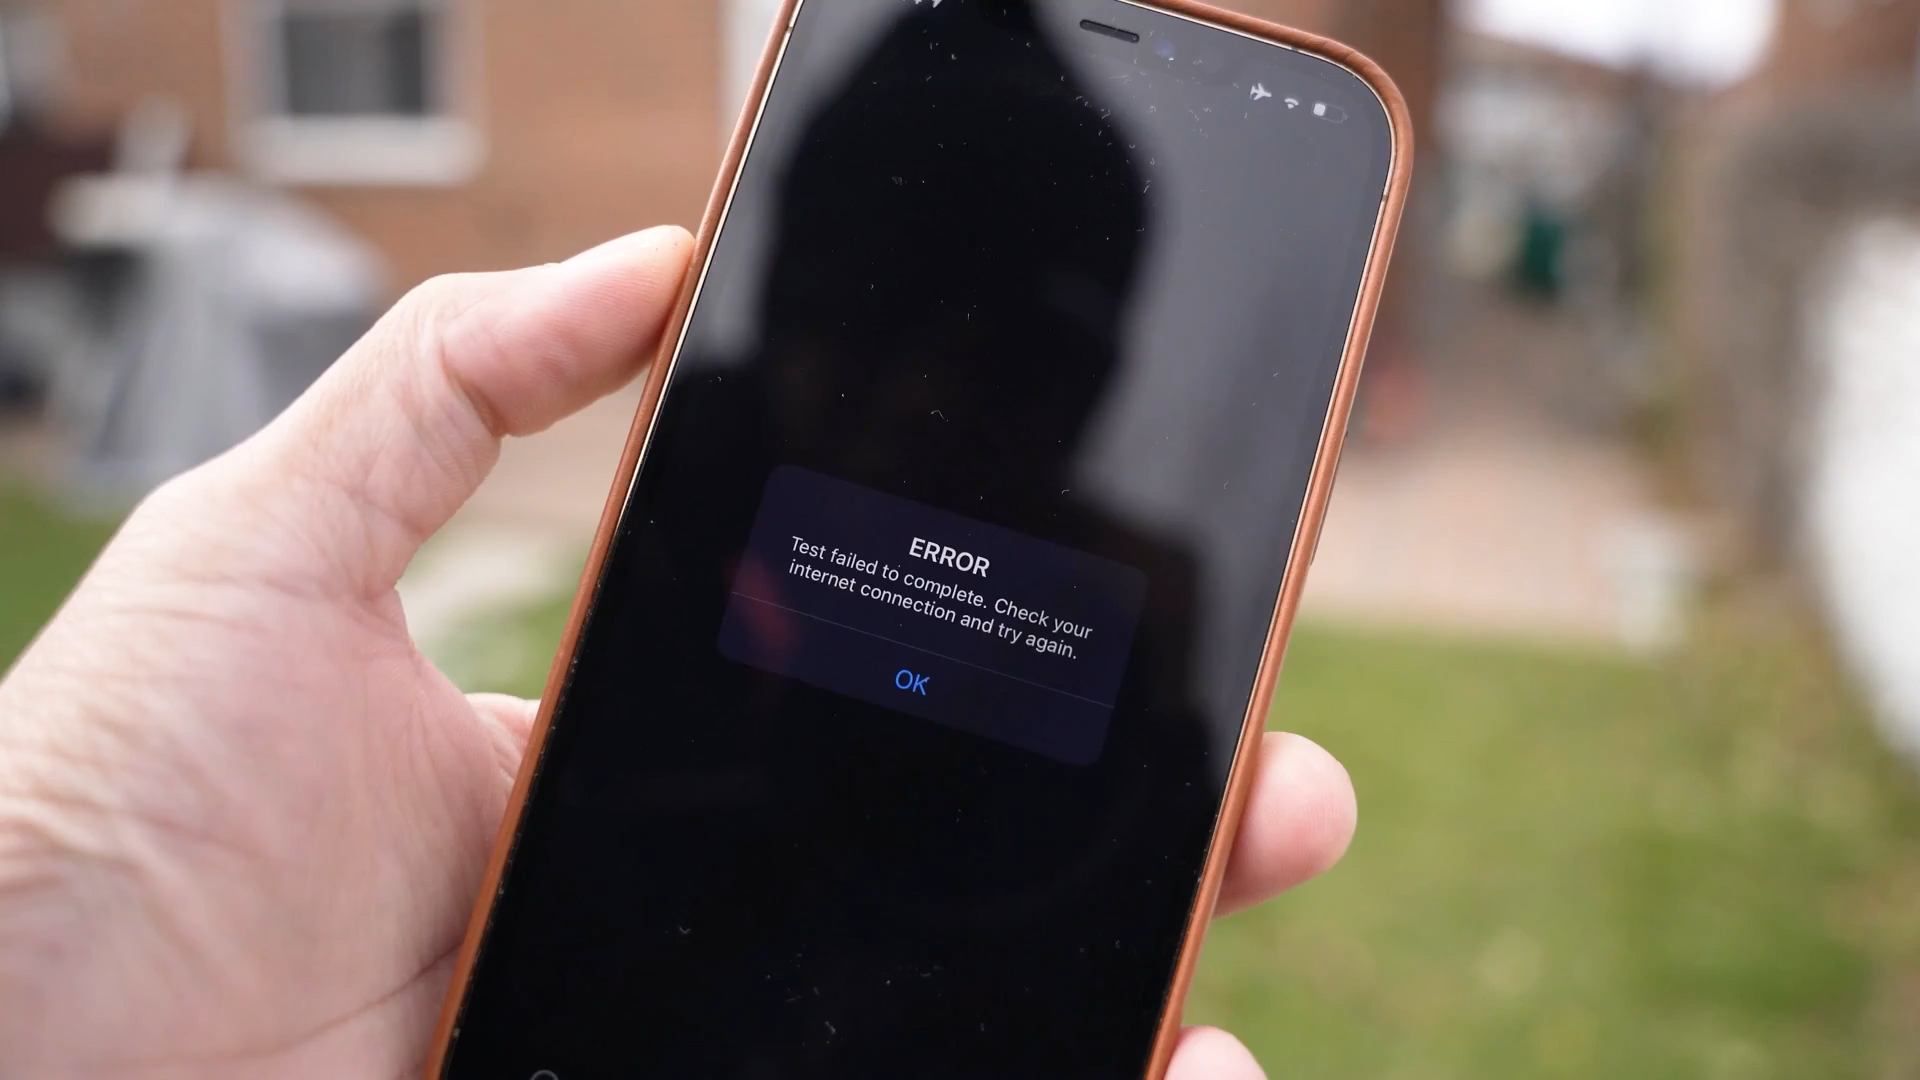 ERROR
Test failed to complete. Check your
internet connection and try again.
OK